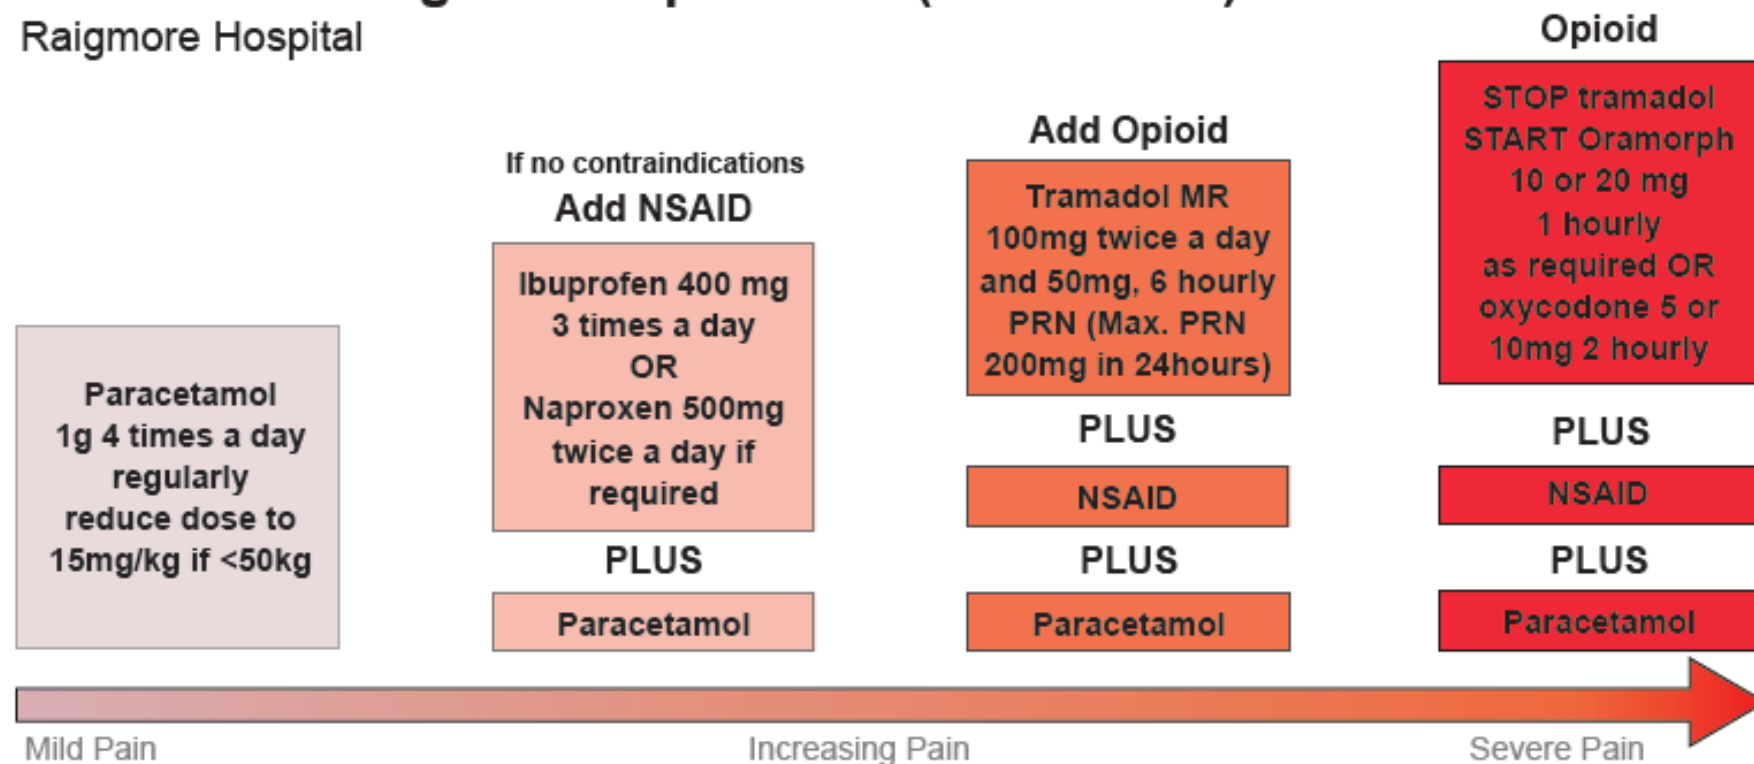 Raigmore Hospital
Paracetamol
1g 4 times a day
regularly
reduce dose to
15mg/kg if <50kg
If no contraindications
Add NSAID
Ibuprofen 400 mg
3 times a day
OR
Naproxen 500mg
twice a day if
required
PLUS
Paracetamol
Add Opioid
Tramadol MR
100mg twice a day
and 50mg, 6 hourly
PRN (Max. PRN
200mg in 24hours)
PLUS
NSAID
PLUS
Paracetamol
Opioid
STOP tramadol
START Oramorph
10 or 20 mg
1 hourly
as required OR
oxycodone 5 or
10mg 2 hourly
PLUS
NSAID
PLUS
Paracetamol
Mild Pain
Increasing Pain
Severe Pain